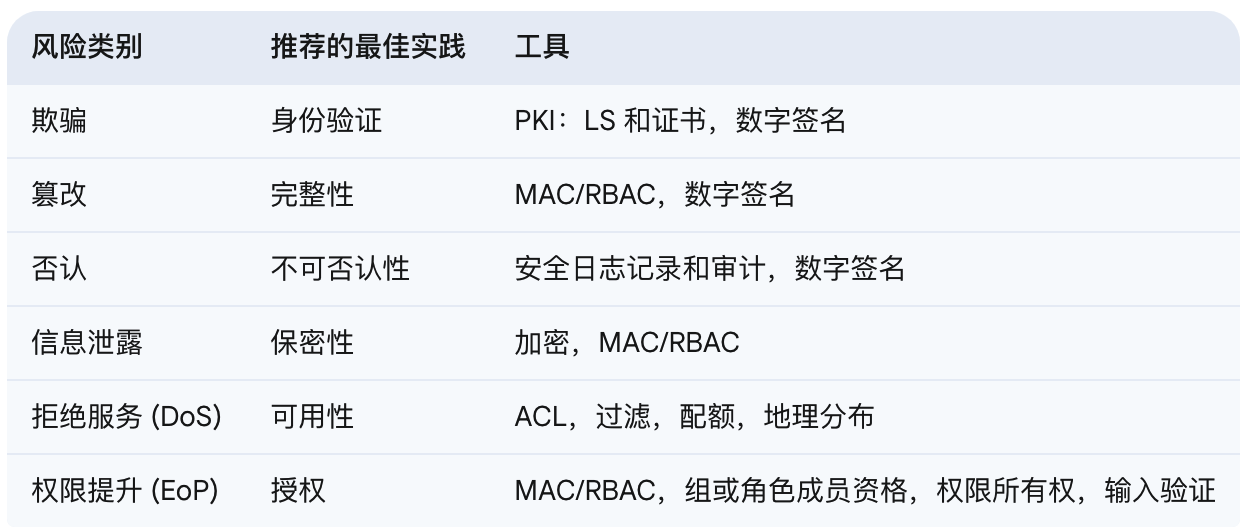 风险类别 推荐的最佳实践 工具
欺骗 身份验证 PKI：LS 和证书，数字签名
篡改 完整性 MAC/RBAC，数字签名
否认 不可否认性 安全日志记录和审计，数字签名
信息泄露 保密性 加密，MAC/RBAC
拒绝服务 (DoS) 可用性 ACL，过滤，配额，地理分布
权限提升 (EoP) 授权 MAC/RBAC，组或角色成员资格，权限所有权，输入验证